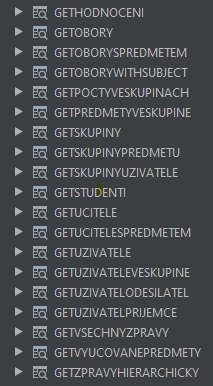 GETHODNOCENI
GETOBORY
GETOBORYSPREDMETEM
GETOBORYWITHSUBJECT
GETPOCTYVESKUPINACH
GETPREDMETYVESKUPINE
GETSKUPINY
GETSKUPINYPREDMETU
GETSKUPINYUZIVATELE
GETSTUDENTI
GETUCITELE
GETUCITELESPREDMETEM
GETUZIVATELE
GETUZIVATELEVESKUPINE
GETUZIVATELODESILATEL
GETUZIVATELPRIJEMCE
GETVSECHNYZPRAVY
GETVYUCOVANEPREDMETY
GETZPRAVYHIERARCHICKY